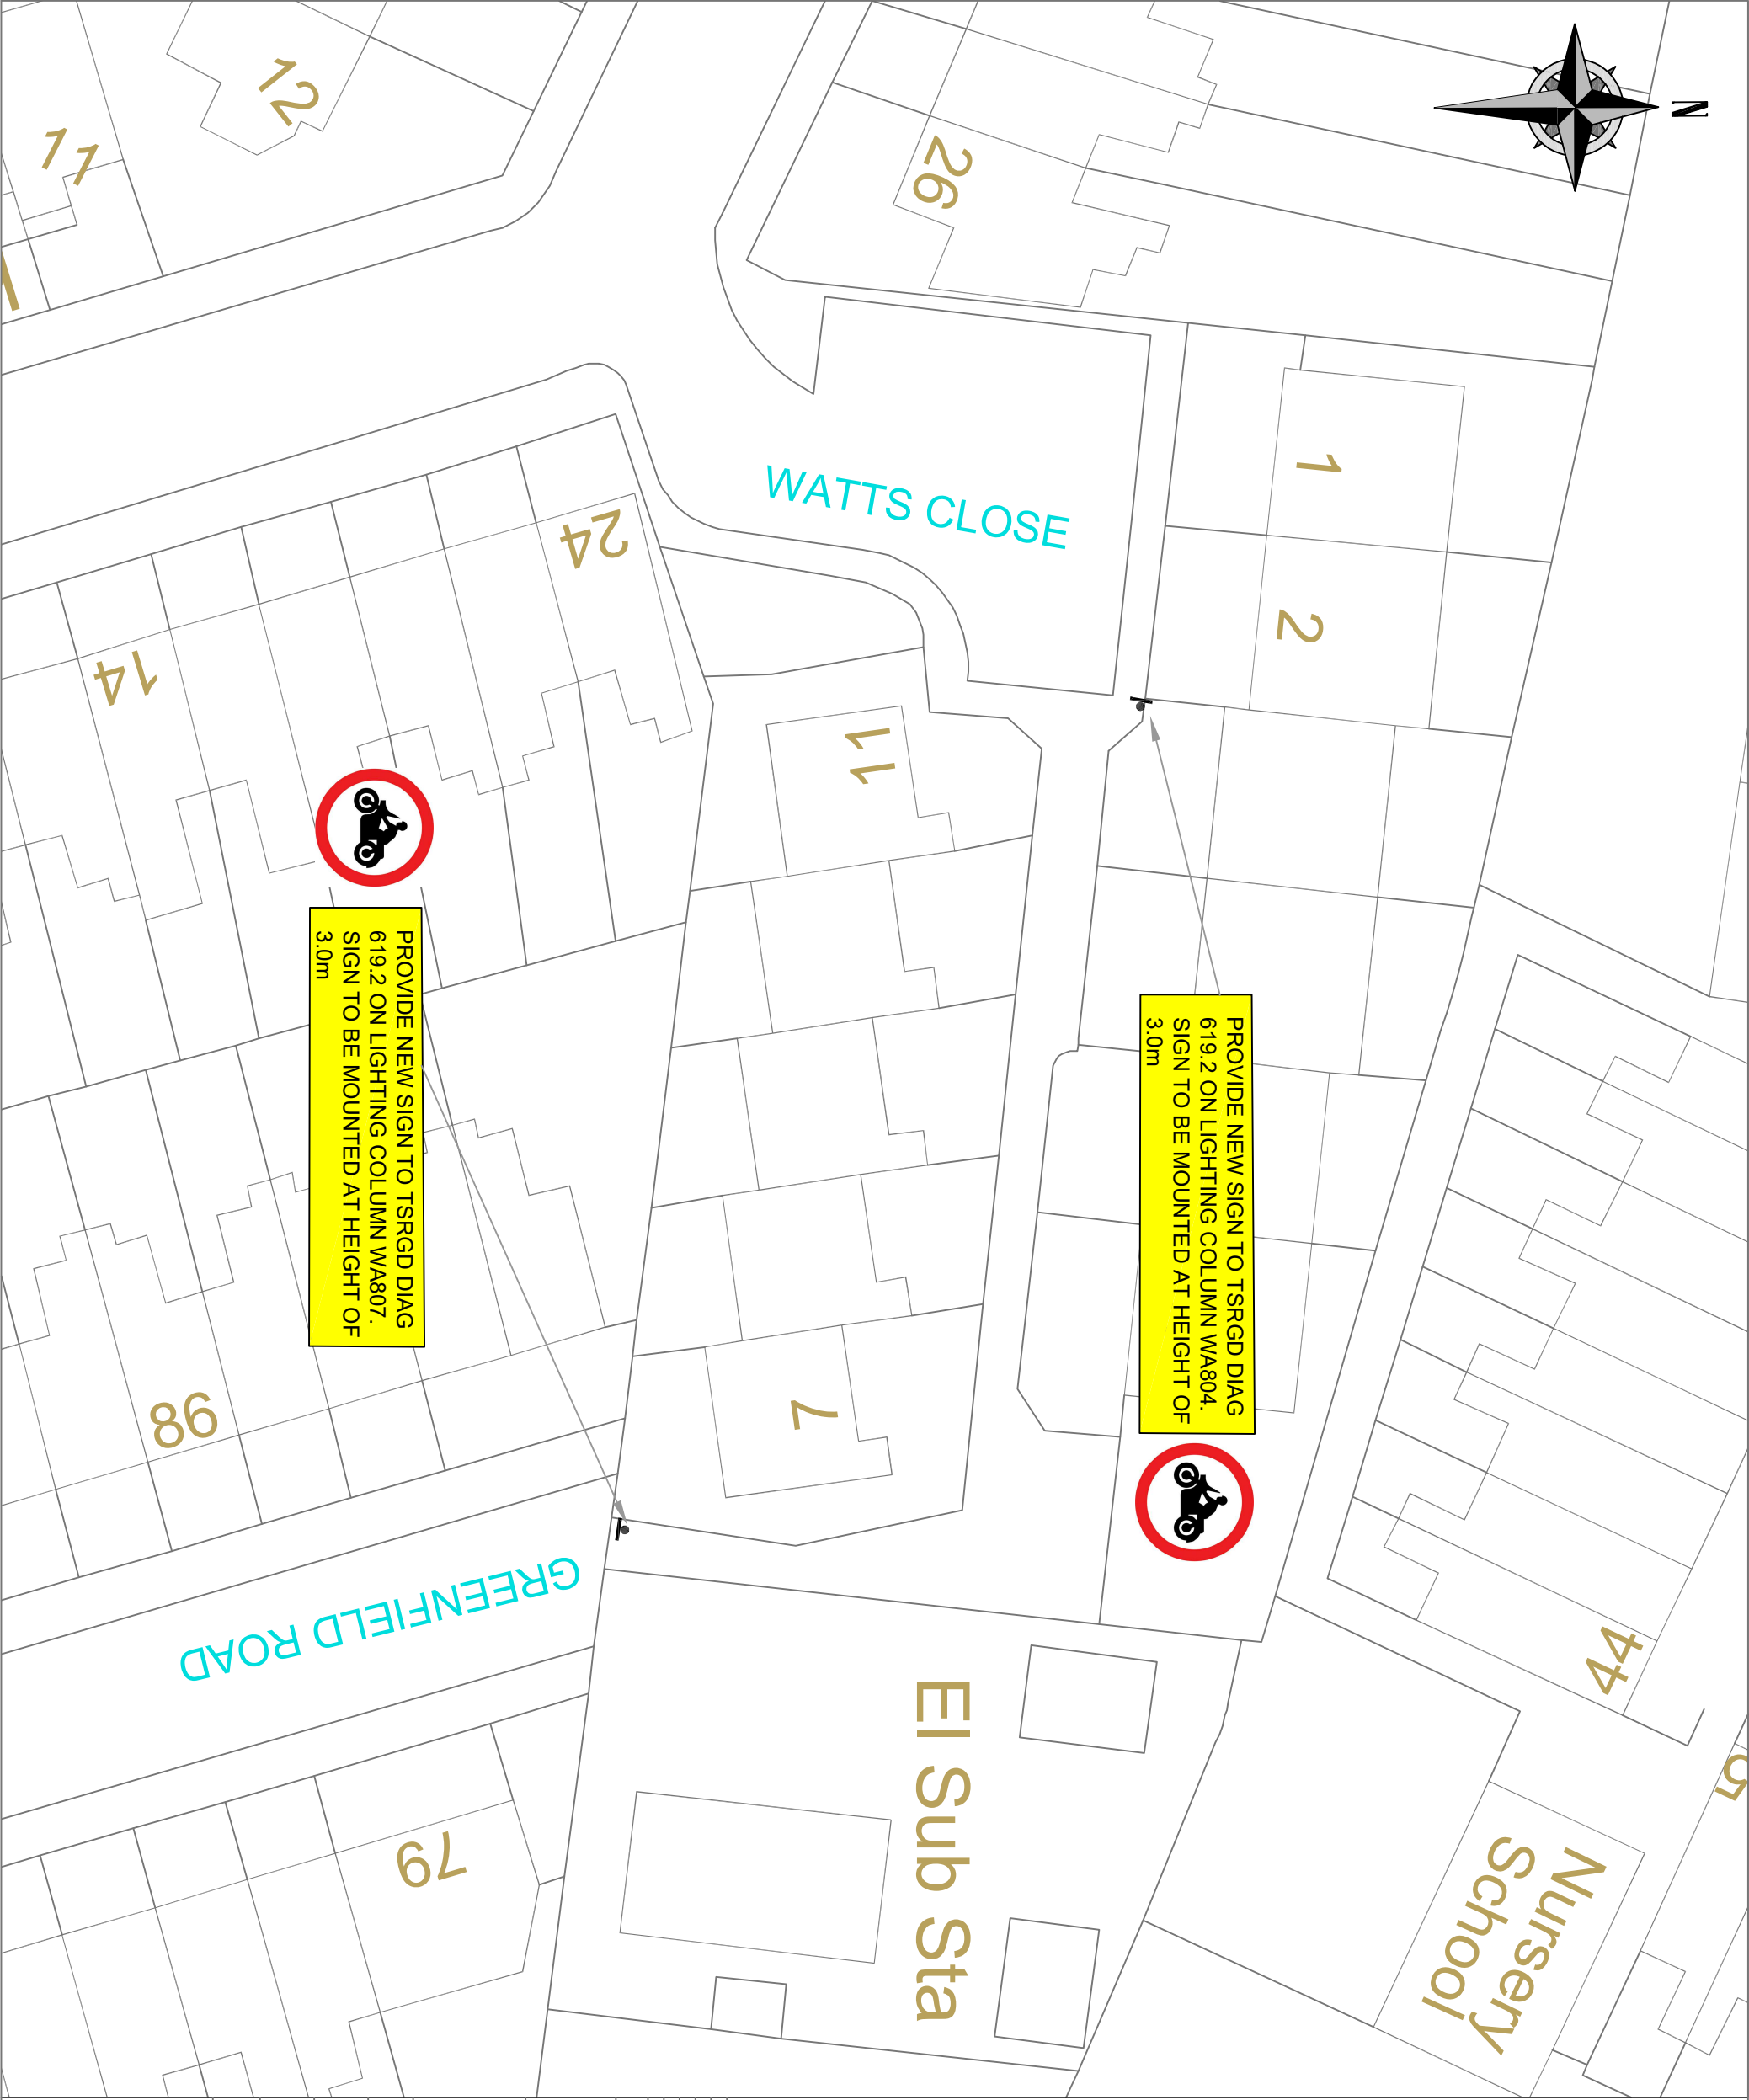 12
11
26
N
WATTS CLOSE
1
2
24
14
11
PROVIDE NEW SIGN TO TSRGD DIAG
619.2 ON LIGHTING COLUMN WA807.
SIGN TO BE MOUNTED AT HEIGHT OF
3.0m
PROVIDE NEW SIGN TO TSRGD DIAG
619.2 ON LIGHTING COLUMN WA804.
SIGN TO BE MOUNTED AT HEIGHT OF
3.0m
86
7
GREENFIELD ROAD
44
El Sub Sta
79
5
Nursery
School